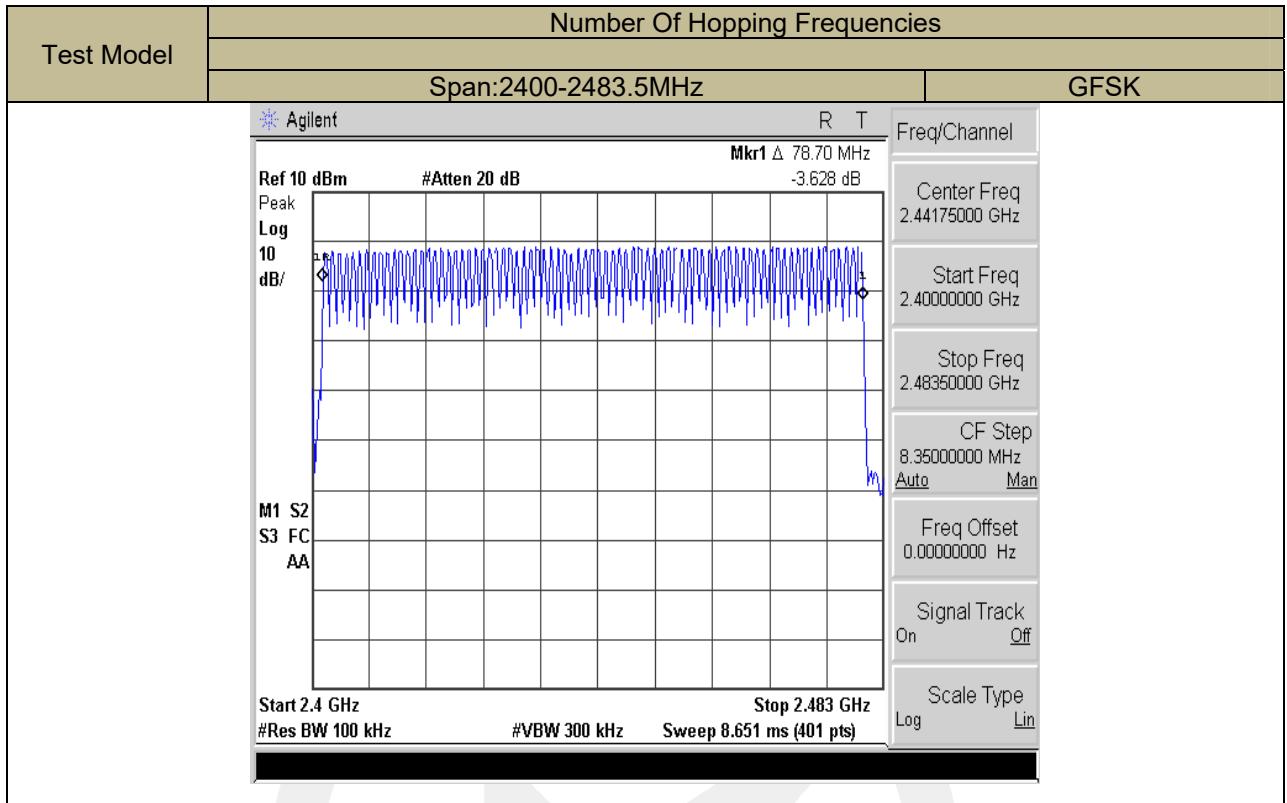 Test Model
Number Of Hopping Frequencies
Span:2400-2483.5MHz GFSK
Agilent R T
Mkr1 Δ 78.70 MHz
Ref 10 dBm #Atten 20 dB -3.628 dB
Peak
Log
10
dB/
1
M1 S2
S3 FC
AA
Start 2.4 GHz Stop 2.483 GHz
#Res BW 100 kHz #VBW 300 kHz Sweep 8.651 ms (401 pts)
Freq/Channel
Center Freq
2.44175000 GHz
Start Freq
2.40000000 GHz
Stop Freq
2.48350000 GHz
CF Step
8.35000000 MHz
Auto Man
Freq Offset
0.00000000 Hz
Signal Track
On Off
Scale Type
Log Lin